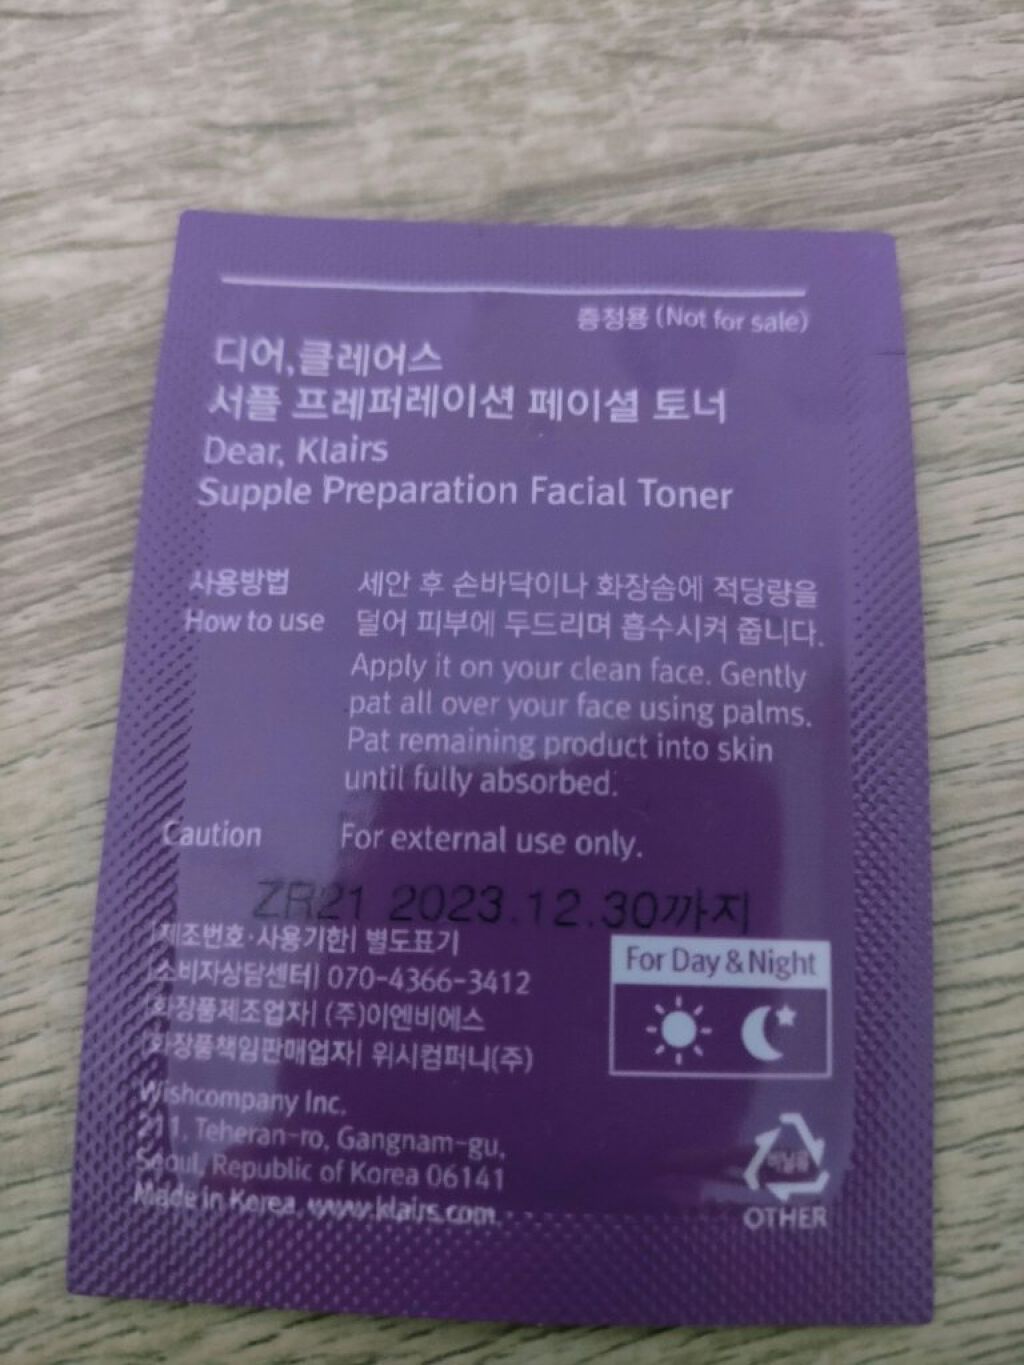 증정용 (Not for sale)
디어,클레어스
서플 프레퍼레이션 페이셜 토너
Dear, Klairs
Supple Preparation Facial Toner
사용방법 세안 후 손바닥이나 화장솜에 적당량을
덜어 피부에 두드리며 흡수시켜 줍니다.
How to use
Apply it on your clean face. Gently
pat all over your face using palms.
Pat remaining product into skin
until fully absorbed.
Caution For external use only.
ZR21 2023.12.30까지
|제조번호·사용기한| 별도표기
|소비자상담센터| 070-4366-3412
|화장품제조업자| (주)이엔비에스
|화장품책임판매업자| 위시컴퍼니(주)
For Day & Night
Wishcompany Inc.
211, Teheran-ro, Gangnam-gu,
Seoul, Republic of Korea 06141
Made in Korea. www.klairs.com
OTHER